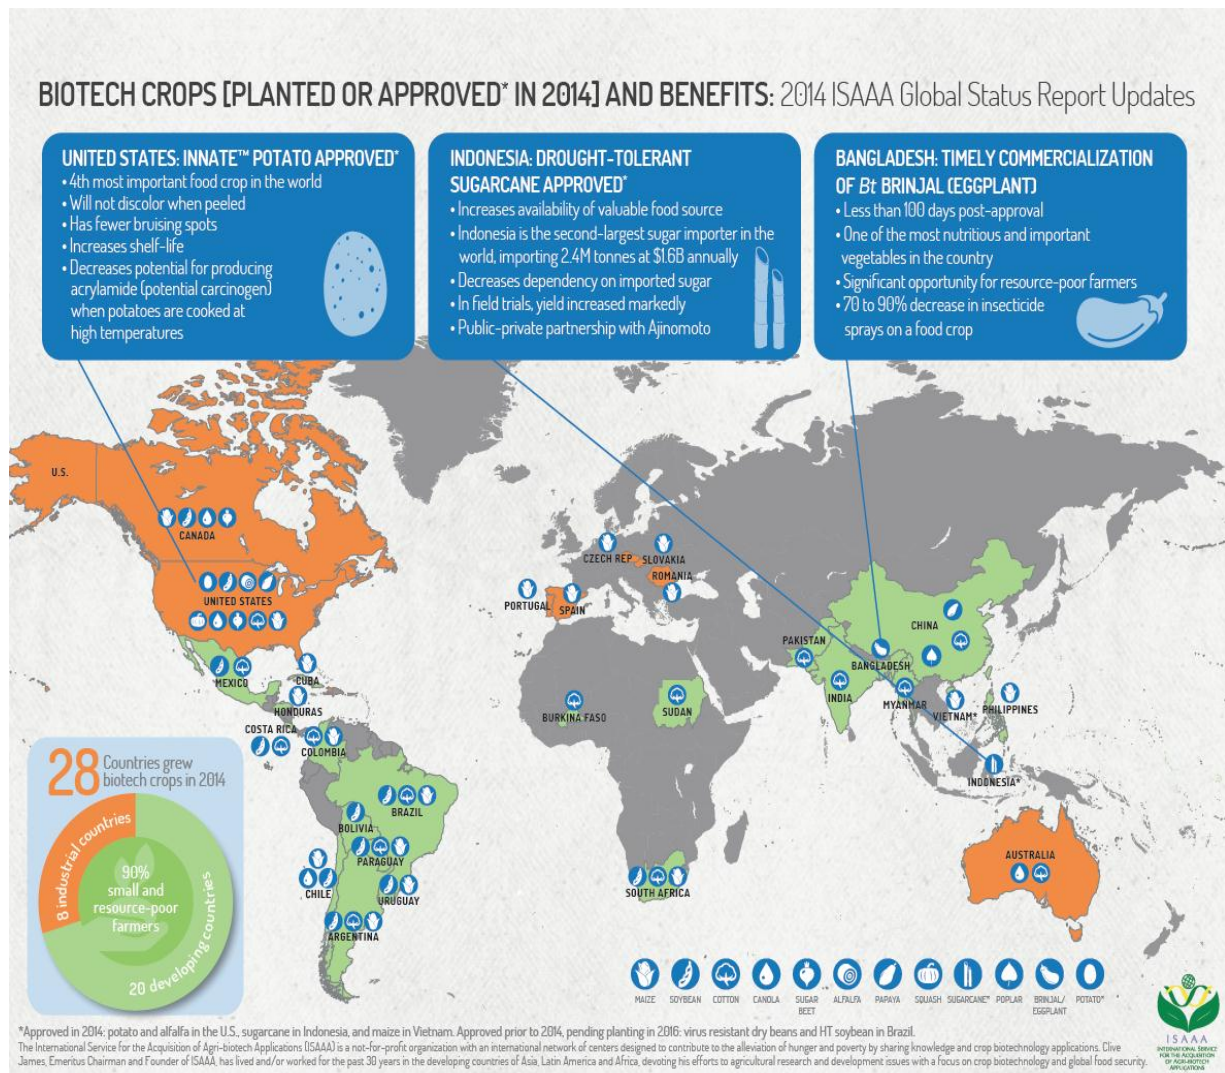 BIOTECH CROPS [PLANTED OR APPROVED* IN 2014] AND BENEFITS: 2014 ISAAA Global Status Report Updates
UNITED STATES: INNATE™ POTATO APPROVED*
• 4th most important food crop in the world
• Will not discolor when peeled
• Has fewer bruising spots
• Increases shelf-life
• Decreases potential for producing
acrylamide (potential carcinogen)
when potatoes are cooked at
high temperatures
INDONESIA: DROUGHT-TOLERANT
SUGARCANE APPROVED*
• Increases availability of valuable food source
• Indonesia is the second-largest sugar importer in the
world, importing 2.4M tonnes at $1.6B annually
• Decreases dependency on imported sugar
• In field trials, yield increased markedly
• Public-private partnership with Ajinomoto
BANGLADESH: TIMELY COMMERCIALIZATION
OF Bt BRINJAL (EGGPLANT)
• Less than 100 days post-approval
• One of the most nutritious and important
vegetables in the country
• Significant opportunity for resource-poor farmers
• 70 to 90% decrease in insecticide
sprays on a food crop
U.S.
CANADA
UNITED STATES
MEXICO
CUBA
HONDURAS
COSTA RICA
COLOMBIA
BRAZIL
BOLIVIA
PARAGUAY
CHILE
URUGUAY
ARGENTINA
CZECH REP.
SLOVAKIA
ROMANIA
PORTUGAL
SPAIN
BURKINA FASO
SUDAN
SOUTH AFRICA
PAKISTAN
CHINA
BANGLADESH
INDIA
MYANMAR
VIETNAM*
PHILIPPINES
INDONESIA*
AUSTRALIA
28 Countries grew
biotech crops in 2014
8 industrial countries
90%
small and
resource-poor
farmers
20 developing countries
MAIZE
SOYBEAN
COTTON
CANOLA
SUGAR
BEET
ALFALFA
PAPAYA
SQUASH
SUGARCANE*
POPLAR
BRINJAL/
EGGPLANT
POTATO*
*Approved in 2014: potato and alfalfa in the U.S., sugarcane in Indonesia, and maize in Vietnam. Approved prior to 2014, pending planting in 2016: virus resistant dry beans and HT soybean in Brazil.
The International Service for the Acquisition of Agri-biotech Applications (ISAAA) is a not-for-profit organization with an international network of centers designed to contribute to the alleviation of hunger and poverty by sharing knowledge and crop biotechnology applications. Clive
James, Emeritus Chairman and Founder of ISAAA, has lived and/or worked for the past 30 years in the developing countries of Asia, Latin America and Africa, devoting his efforts to agricultural research and development issues with a focus on crop biotechnology and global food security.
ISAAA
INTERNATIONAL SERVICE
FOR THE ACQUISITION
OF AGRI-BIOTECH
APPLICATIONS